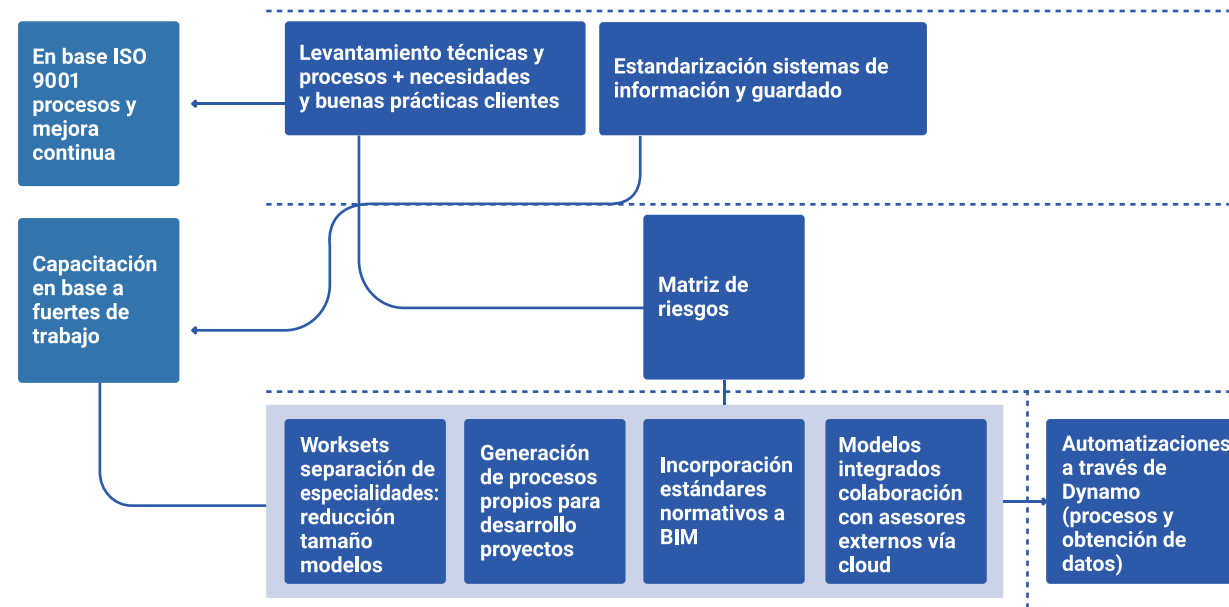 En base ISO
9001
procesos y
mejora
continua
Levantamiento técnicas y
procesos + necesidades
y buenas prácticas clientes
Estandarización sistemas de
información y guardado
Capacitación
en base a
fuertes de
trabajo
Matriz de
riesgos
Worksets
separación de
especialidades:
reducción
tamaño
modelos
Generación
de procesos
propios para
desarrollo
proyectos
Incorporación
estándares
normativos a
BIM
Modelos
integrados
colaboración
con asesores
externos vía
cloud
Automatizaciones
a través de
Dynamo
(procesos y
obtención de
datos)